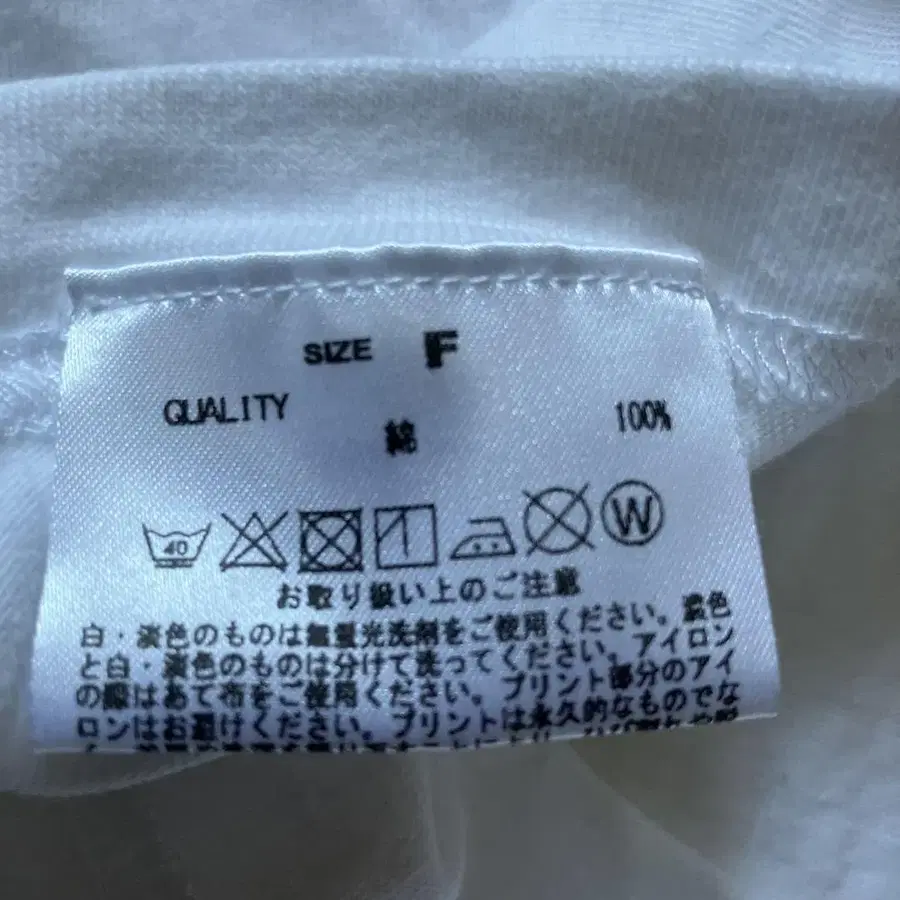 SIZE F
QUALITY
綿 100%
40 W
お取り扱い上のご注意
白・淡色のものは無蛍光洗剤をご使用ください。濃色
と白・淡色のものは分けて洗ってください。アイロン
の際はあて布をご使用ください。プリント部分のアイ
ロンはお避けください。プリントは永久的なものでな